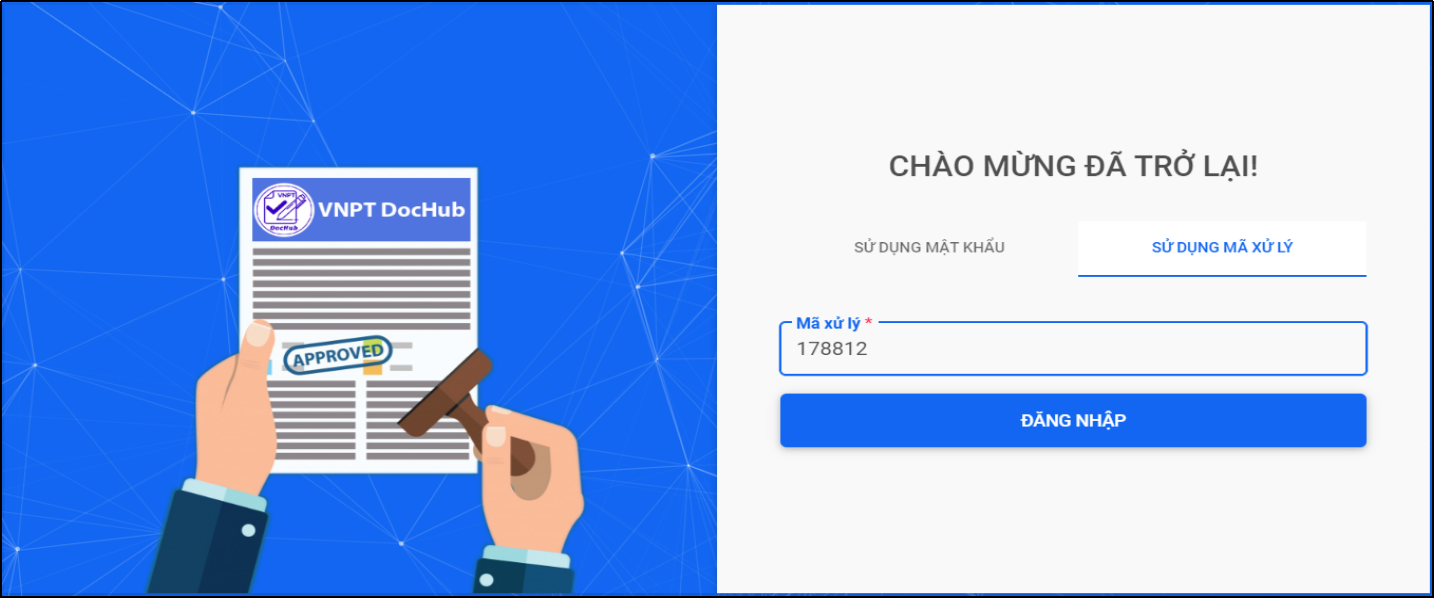 VNPT
DocHub
VNPT DocHub
APPROVED
CHÀO MỪNG ĐÃ TRỞ LẠI!
SỬ DỤNG MẬT KHẨU
SỬ DỤNG MÃ XỬ LÝ
Mã xử lý *
178812
ĐĂNG NHẬP